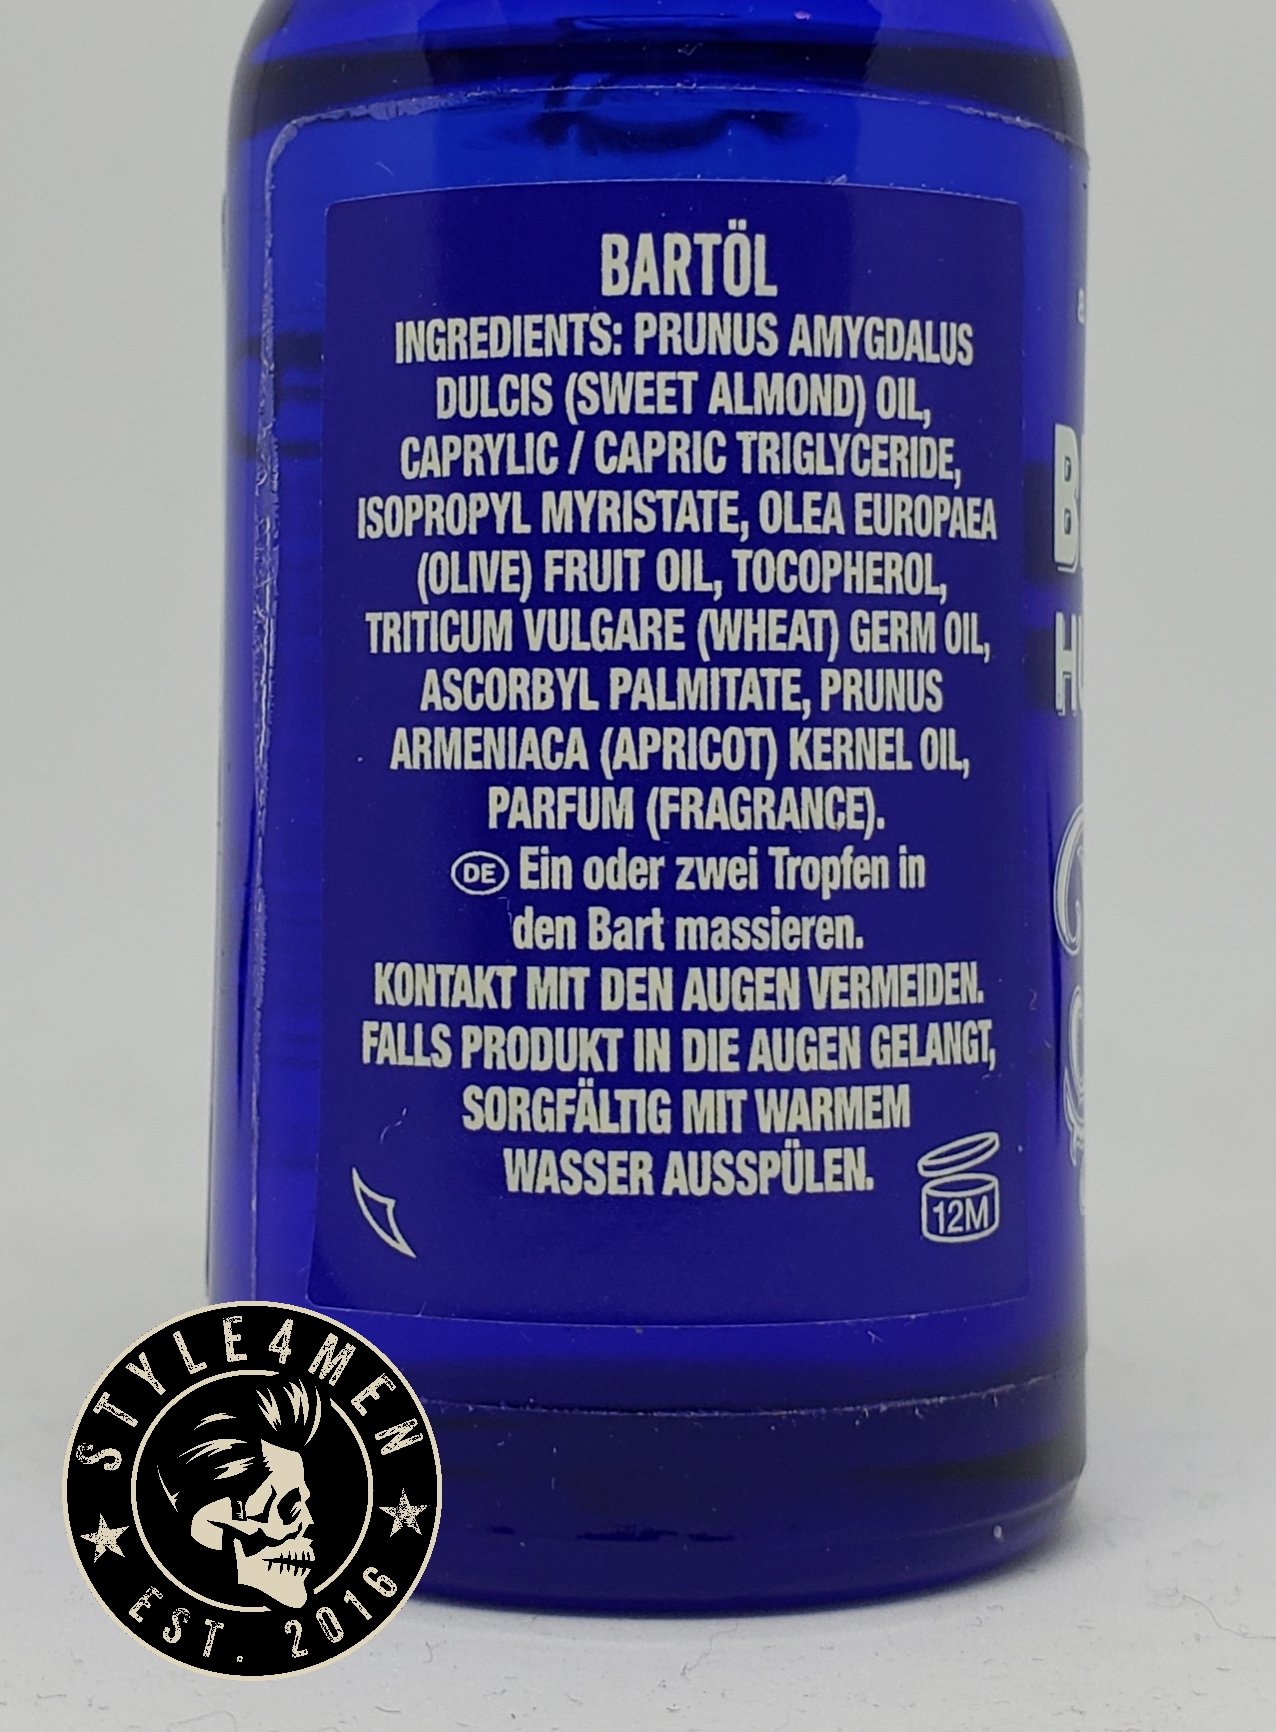 BARTÖL
INGREDIENTS: PRUNUS AMYGDALUS
DULCIS (SWEET ALMOND) OIL,
CAPRYLIC / CAPRIC TRIGLYCERIDE,
ISOPROPYL MYRISTATE, OLEA EUROPAEA
(OLIVE) FRUIT OIL, TOCOPHEROL,
TRITICUM VULGARE (WHEAT) GERM OIL,
ASCORBYL PALMITATE, PRUNUS
ARMENIACA (APRICOT) KERNEL OIL,
PARFUM (FRAGRANCE).
DE Ein oder zwei Tropfen in
den Bart massieren.
KONTAKT MIT DEN AUGEN VERMEIDEN.
FALLS PRODUKT IN DIE AUGEN GELANGT,
SORGFÄLTIG MIT WARMEM
WASSER AUSSPÜLEN.
12M
STYLE4MEN
EST. 2016